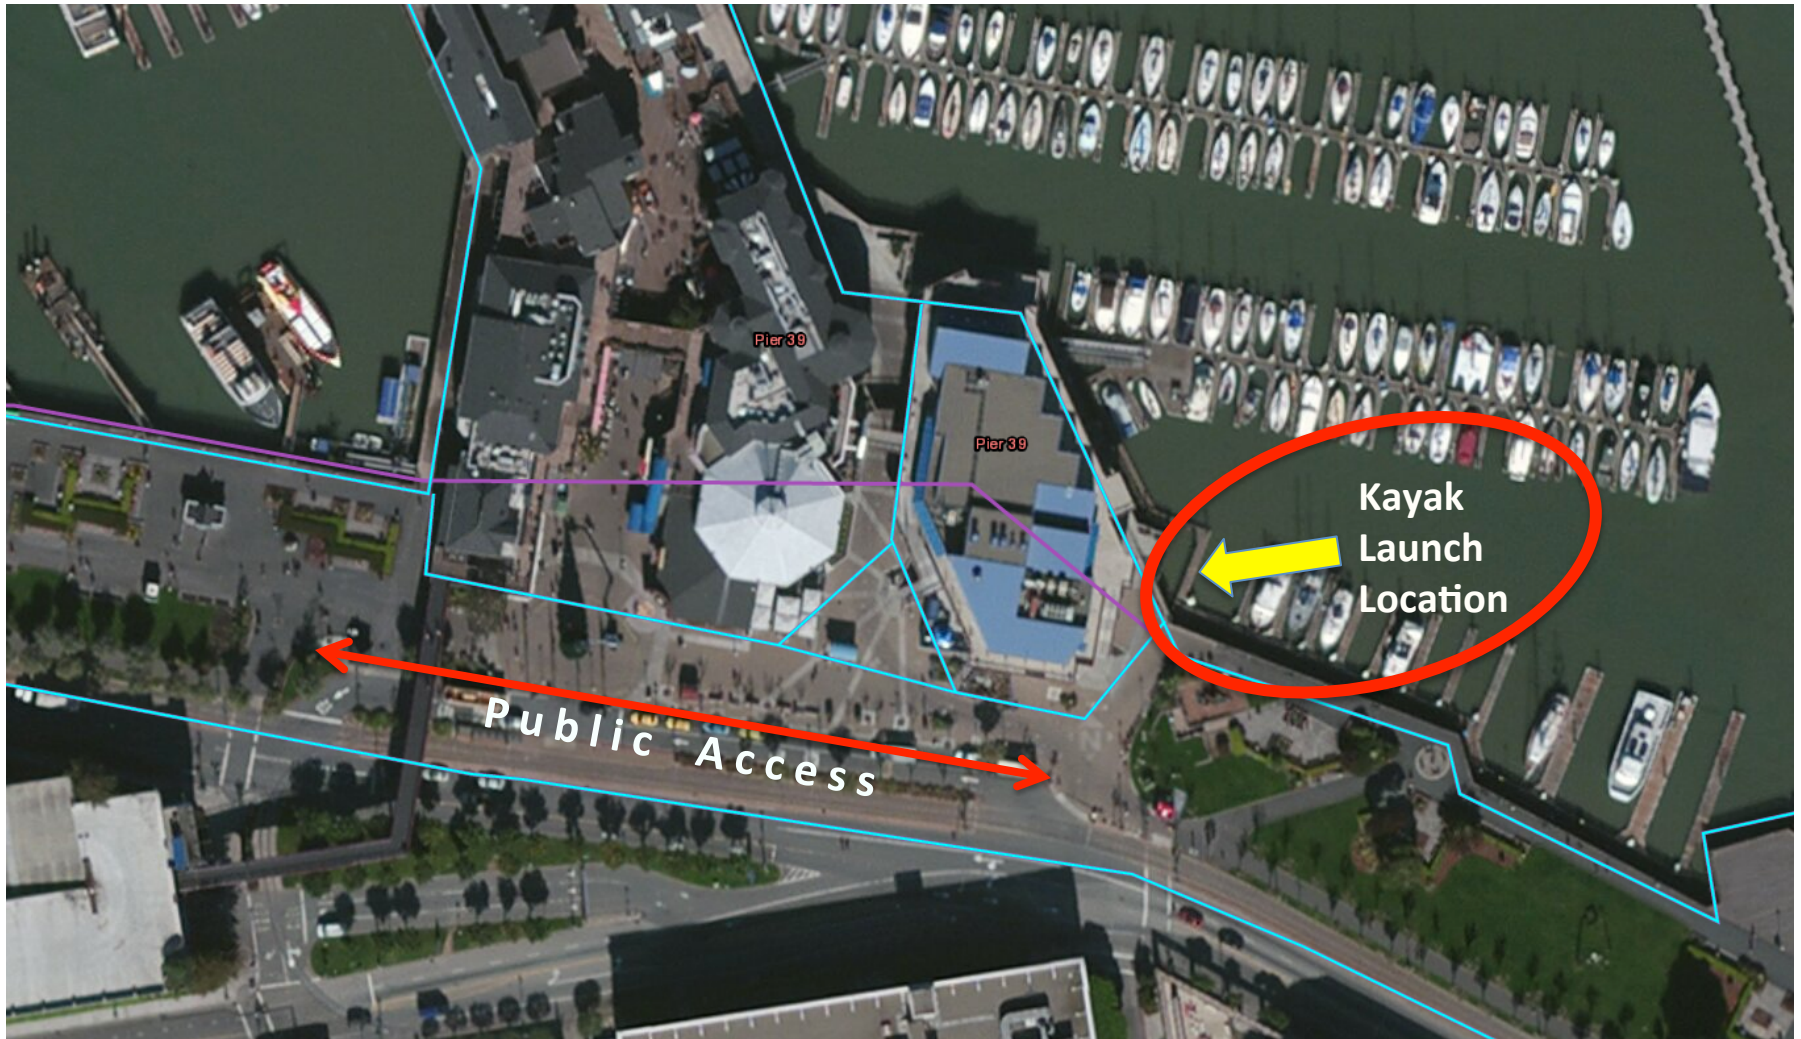 Pier 39
Pier 39
Kayak
Launch
Location
Public Access